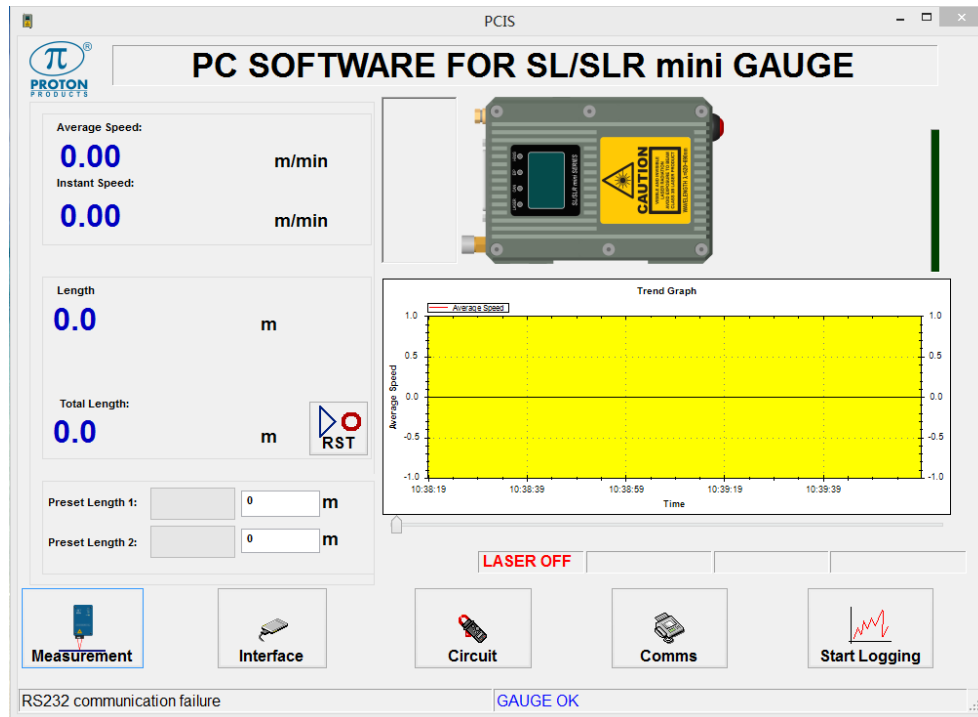 PCIS
π
®
PROTON
PRODUCTS
PC SOFTWARE FOR SL/SLR mini GAUGE
Average Speed:
0.00 m/min
Instant Speed:
0.00 m/min
Length
0.0 m
Total Length:
0.0 m
RST
Preset Length 1: 0 m
Preset Length 2: 0 m
SL/SLR mini SERIES
CAUTION
Trend Graph
Average Speed
1.0 1.0
0.5 0.5
0.0 0.0
-0.5 -0.5
-1.0 -1.0
Average Speed
10:38:19 10:38:39 10:38:59 10:39:19 10:39:39
Time
LASER OFF
Measurement Interface Circuit Comms Start Logging
RS232 communication failure GAUGE OK